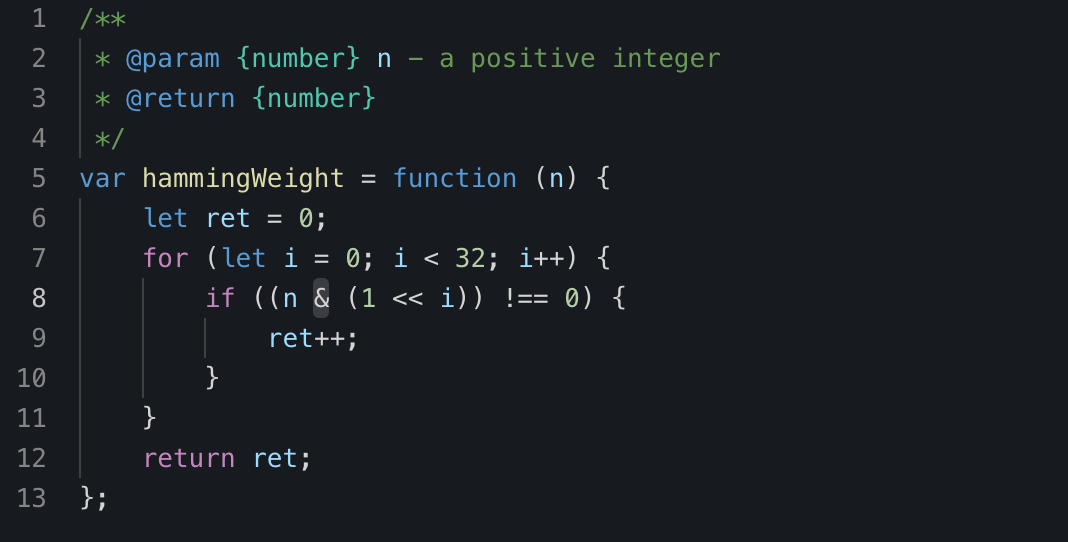 1 /**
2  * @param {number} n - a positive integer
3  * @return {number}
4  */
5 var hammingWeight = function (n) {
6     let ret = 0;
7     for (let i = 0; i < 32; i++) {
8         if ((n & (1 << i)) !== 0) {
9             ret++;
10         }
11     }
12     return ret;
13 };